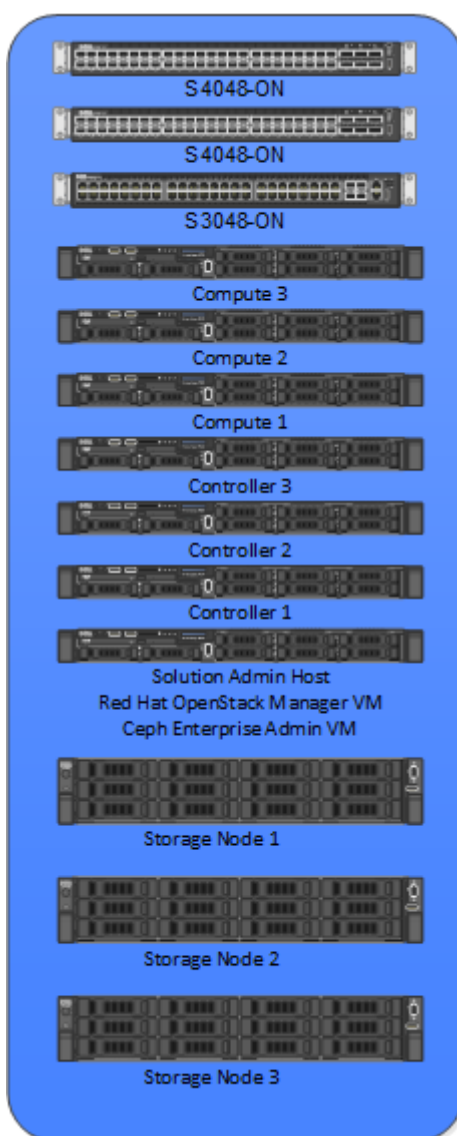 S4048-ON
S4048-ON
S3048-ON
Compute 3
Compute 2
Compute 1
Controller 3
Controller 2
Controller 1
Solution Admin Host
Red Hat OpenStack Manager VM
Ceph Enterprise Admin VM
Storage Node 1
Storage Node 2
Storage Node 3